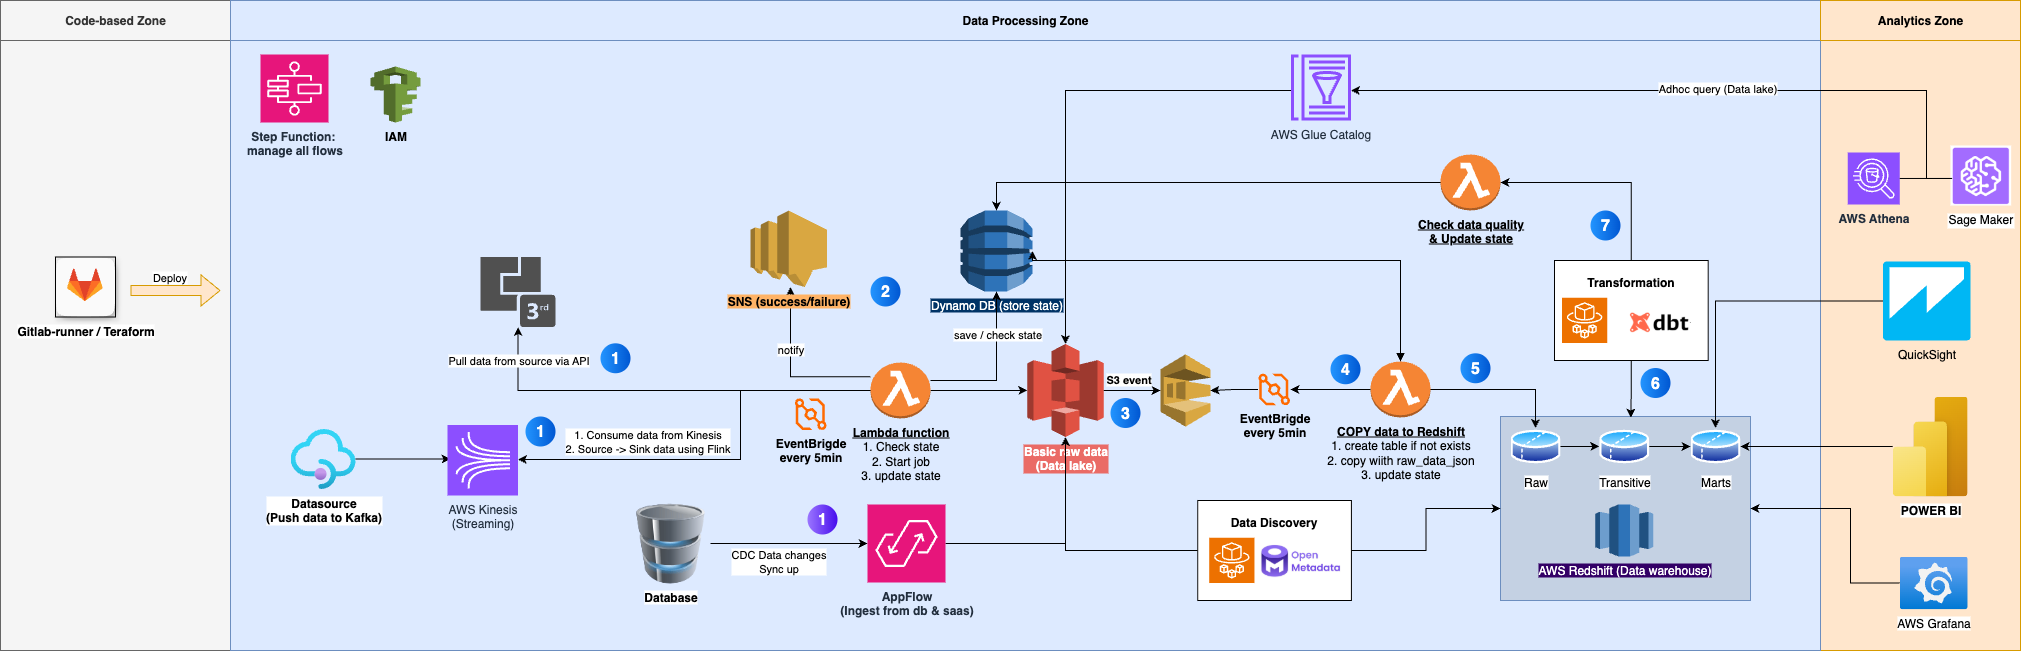 Code-based Zone
Data Processing Zone
Analytics Zone
Step Function:
manage all flows
IAM
AWS Glue Catalog
Adhoc query (Data lake)
AWS Athena
Sage Maker
Check data quality
& Update state
7
Deploy
Gitlab-runner / Teraform
3rd
Pull data from source via API
1
SNS (success/failure)
2
notify
Dynamo DB (store state)
save / check state
Transformation
dbt
6
QuickSight
Datasource
(Push data to Kafka)
AWS Kinesis
(Streaming)
1
1. Consume data from Kinesis
2. Source -> Sink data using Flink
EventBrigde
every 5min
Lambda function
1. Check state
2. Start job
3. update state
Basic raw data
(Data lake)
S3 event
3
EventBrigde
every 5min
4
COPY data to Redshift
1. create table if not exists
2. copy wiith raw_data_json
3. update state
5
Raw
Transitive
Marts
AWS Redshift (Data warehouse)
POWER BI
AWS Grafana
Database
CDC Data changes
Sync up
1
AppFlow
(Ingest from db & saas)
Data Discovery
Open
Metadata